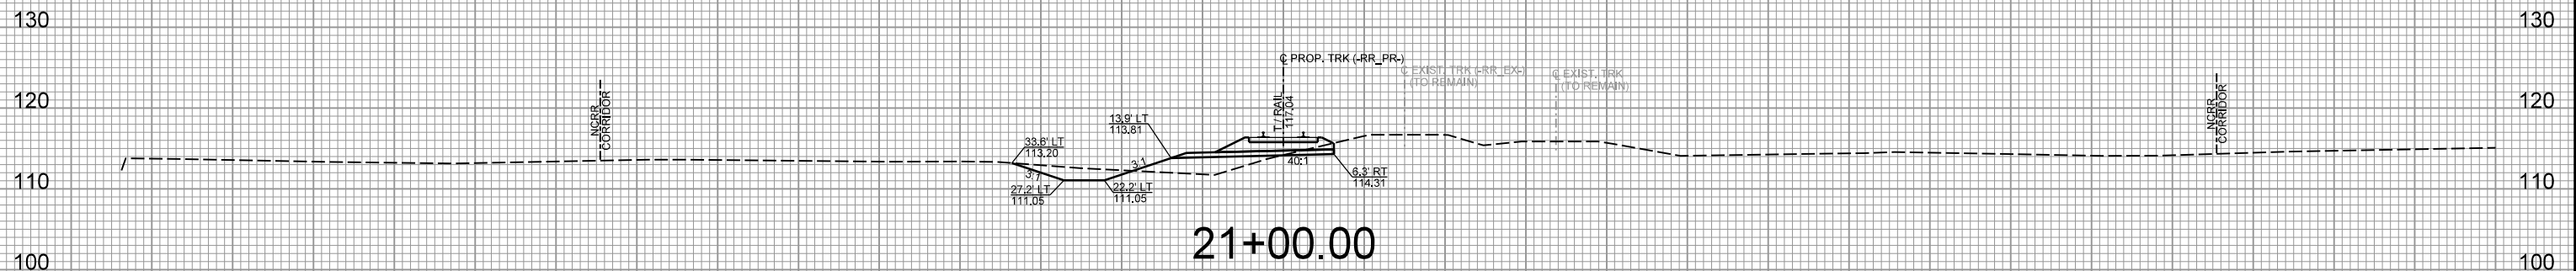 130
130
℄ PROP. TRK (-RR_PR-)
℄ EXIST. TRK (-RR_EX-)
(TO REMAIN)
℄ EXIST. TRK
(TO REMAIN)
120
120
NCRR
CORRIDOR
T / RAIL
117.04
NCRR
CORRIDOR
13.9' LT
113.81
33.6' LT
113.20
3:1
3:1
40:1
6.3' RT
114.31
110
110
27.2' LT
111.05
22.2' LT
111.05
21+00.00
100
100